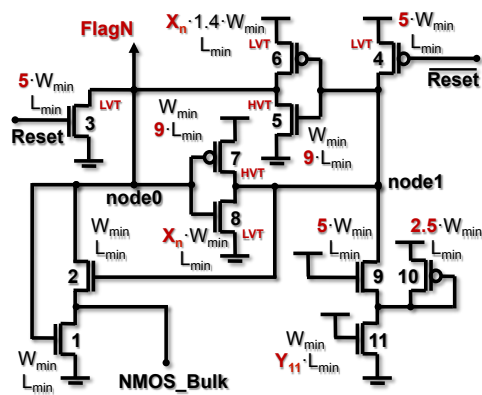 FlagN
Xₙ·1.4·Wmin
Lmin
LVT
6
5·Wmin
Lmin
LVT
4
Reset
5·Wmin
Lmin
LVT
3
Reset
HVT
5
Wmin
9·Lmin
Wmin
9·Lmin
7
HVT
node0
node1
8
LVT
Xₙ·Wmin
Lmin
Wmin
Lmin
2
5·Wmin
Lmin
9
2.5·Wmin
Lmin
10
1
Wmin
Lmin
NMOS_Bulk
Wmin
Y₁₁·Lmin
11